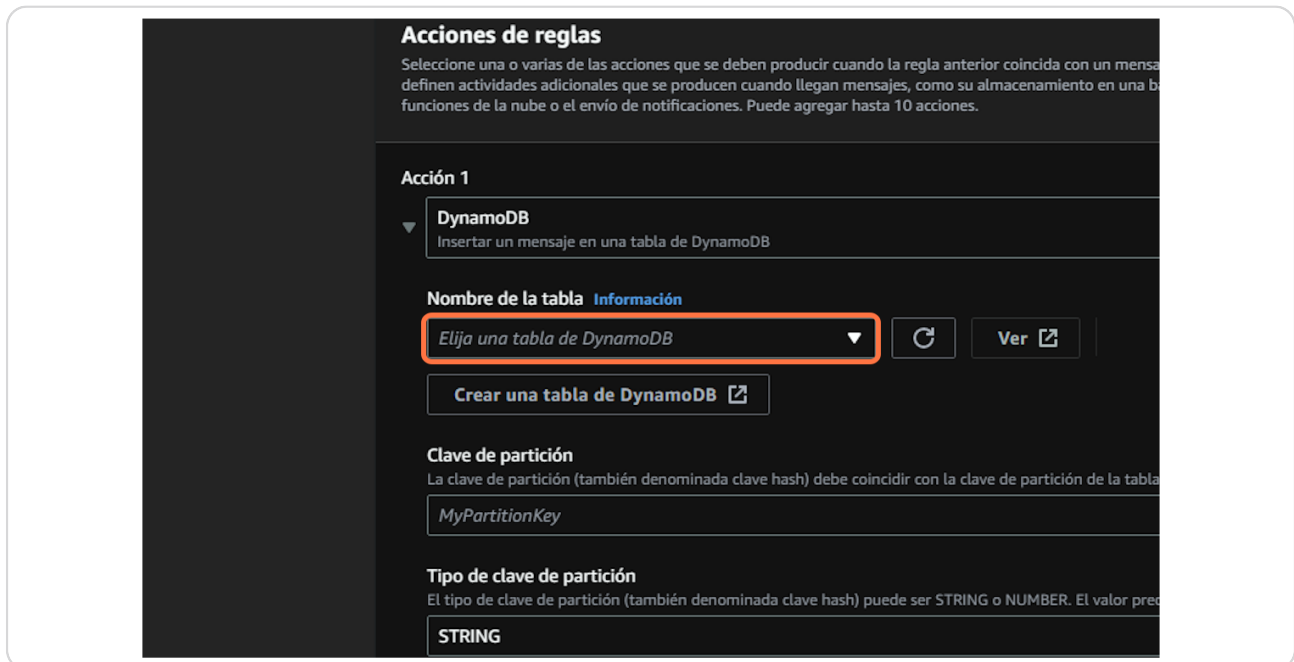 Acciones de reglas
Seleccione una o varias de las acciones que se deben producir cuando la regla anterior coincida con un
definen actividades adicionales que se producen cuando llegan mensajes, como su almacenamiento en una
funciones de la nube o el envío de notificaciones. Puede agregar hasta 10 acciones.
Acción 1
DynamoDB
Insertar un mensaje en una tabla de DynamoDB
Nombre de la tabla Información
Elija una tabla de DynamoDB
Ver
Crear una tabla de DynamoDB
Clave de partición
La clave de partición (también denominada clave hash) debe coincidir con la clave de partición de la tabla
MyPartitionKey
Tipo de clave de partición
El tipo de clave de partición (también denominada clave hash) puede ser STRING o NUMBER. El valor
STRING